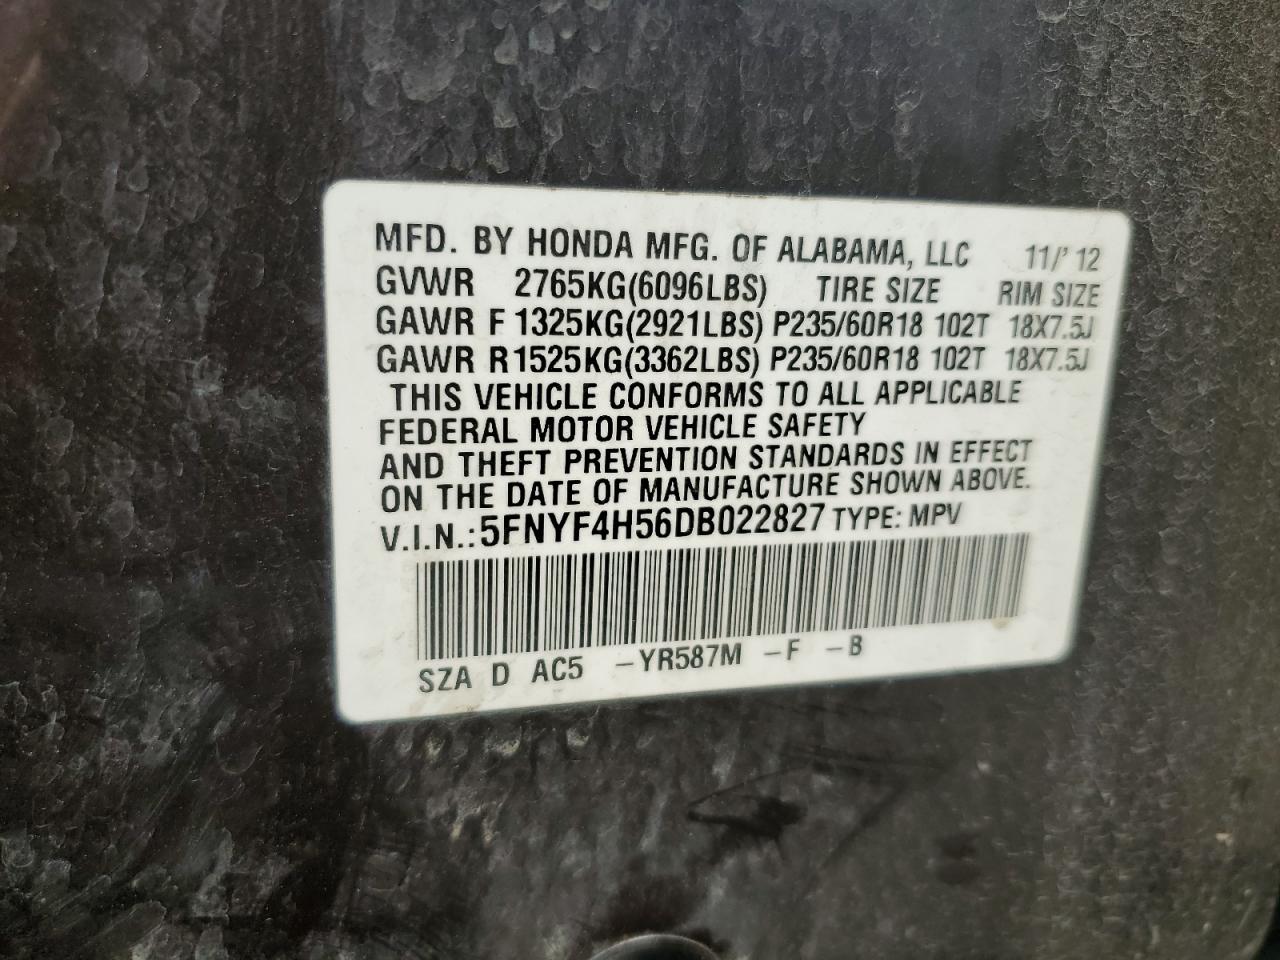 MFD. BY HONDA MFG. OF ALABAMA, LLC 11/'12
GVWR 2765KG(6096LBS) TIRE SIZE RIM SIZE
GAWR F 1325KG(2921LBS) P235/60R18 102T 18X7.5J
GAWR R 1525KG(3362LBS) P235/60R18 102T 18X7.5J
THIS VEHICLE CONFORMS TO ALL APPLICABLE
FEDERAL MOTOR VEHICLE SAFETY
AND THEFT PREVENTION STANDARDS IN EFFECT
ON THE DATE OF MANUFACTURE SHOWN ABOVE.
V.I.N.: 5FNYF4H56DB022827 TYPE: MPV
SZA D AC5 -YR587M -F -B